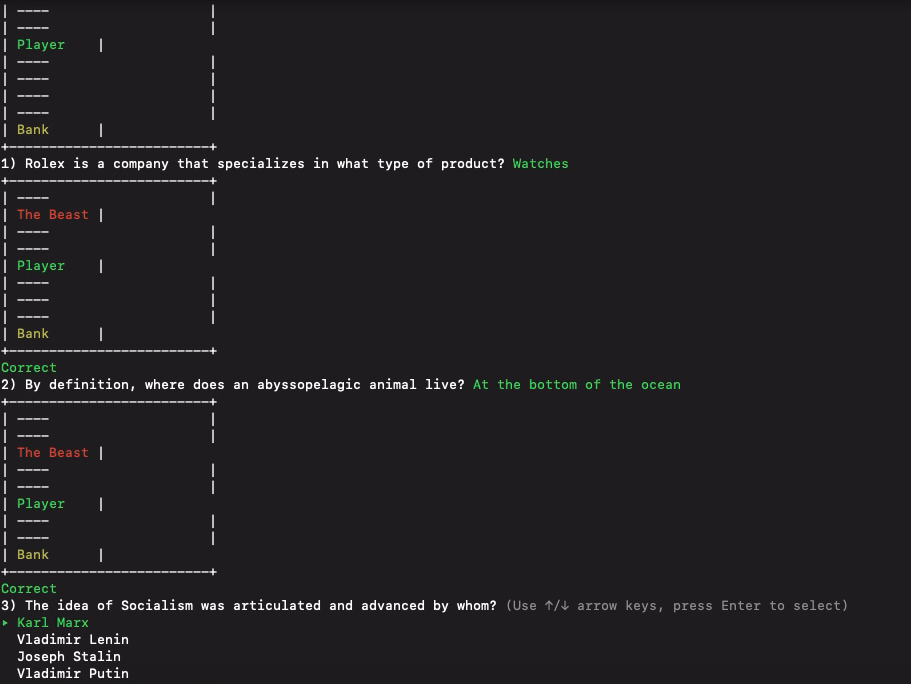 | ----                    |
| ----                    |
| Player    |
| ----                    |
| ----                    |
| ----                    |
| ----                    |
| Bank      |
+-------------------------+
1) Rolex is a company that specializes in what type of product? Watches
+-------------------------+
| ----                    |
| The Beast |
| ----                    |
| ----                    |
| Player    |
| ----                    |
| ----                    |
| ----                    |
| Bank      |
+-------------------------+
Correct
2) By definition, where does an abyssopelagic animal live? At the bottom of the ocean
+-------------------------+
| ----                    |
| ----                    |
| The Beast |
| ----                    |
| ----                    |
| Player    |
| ----                    |
| ----                    |
| Bank      |
+-------------------------+
Correct
3) The idea of Socialism was articulated and advanced by whom? (Use ↑/↓ arrow keys, press Enter to select)
▸ Karl Marx
  Vladimir Lenin
  Joseph Stalin
  Vladimir Putin